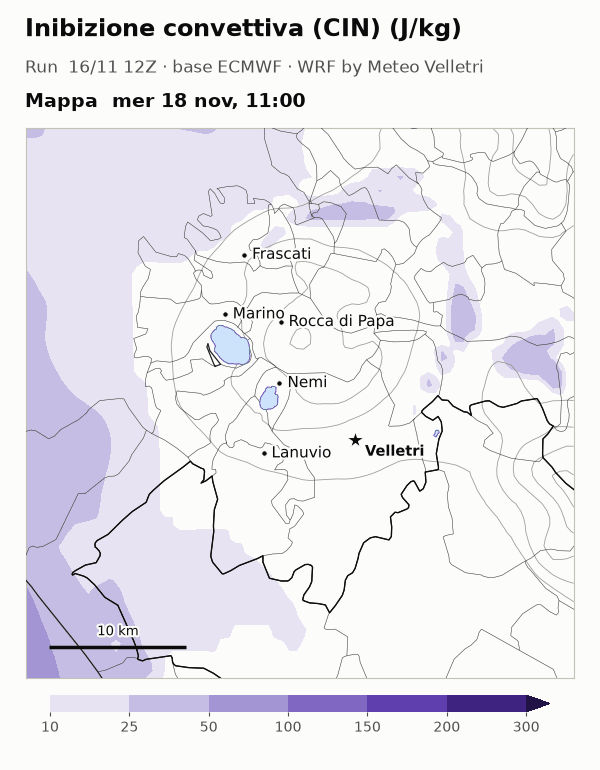 Inibizione convettiva (CIN) (J/kg)
Run  16/11 12Z · base ECMWF · WRF by Meteo Velletri
Mappa  mer 18 nov, 11:00
Frascati
Marino
Rocca di Papa
Nemi
Velletri
Lanuvio
10 km
10 25 50 100 150 200 300